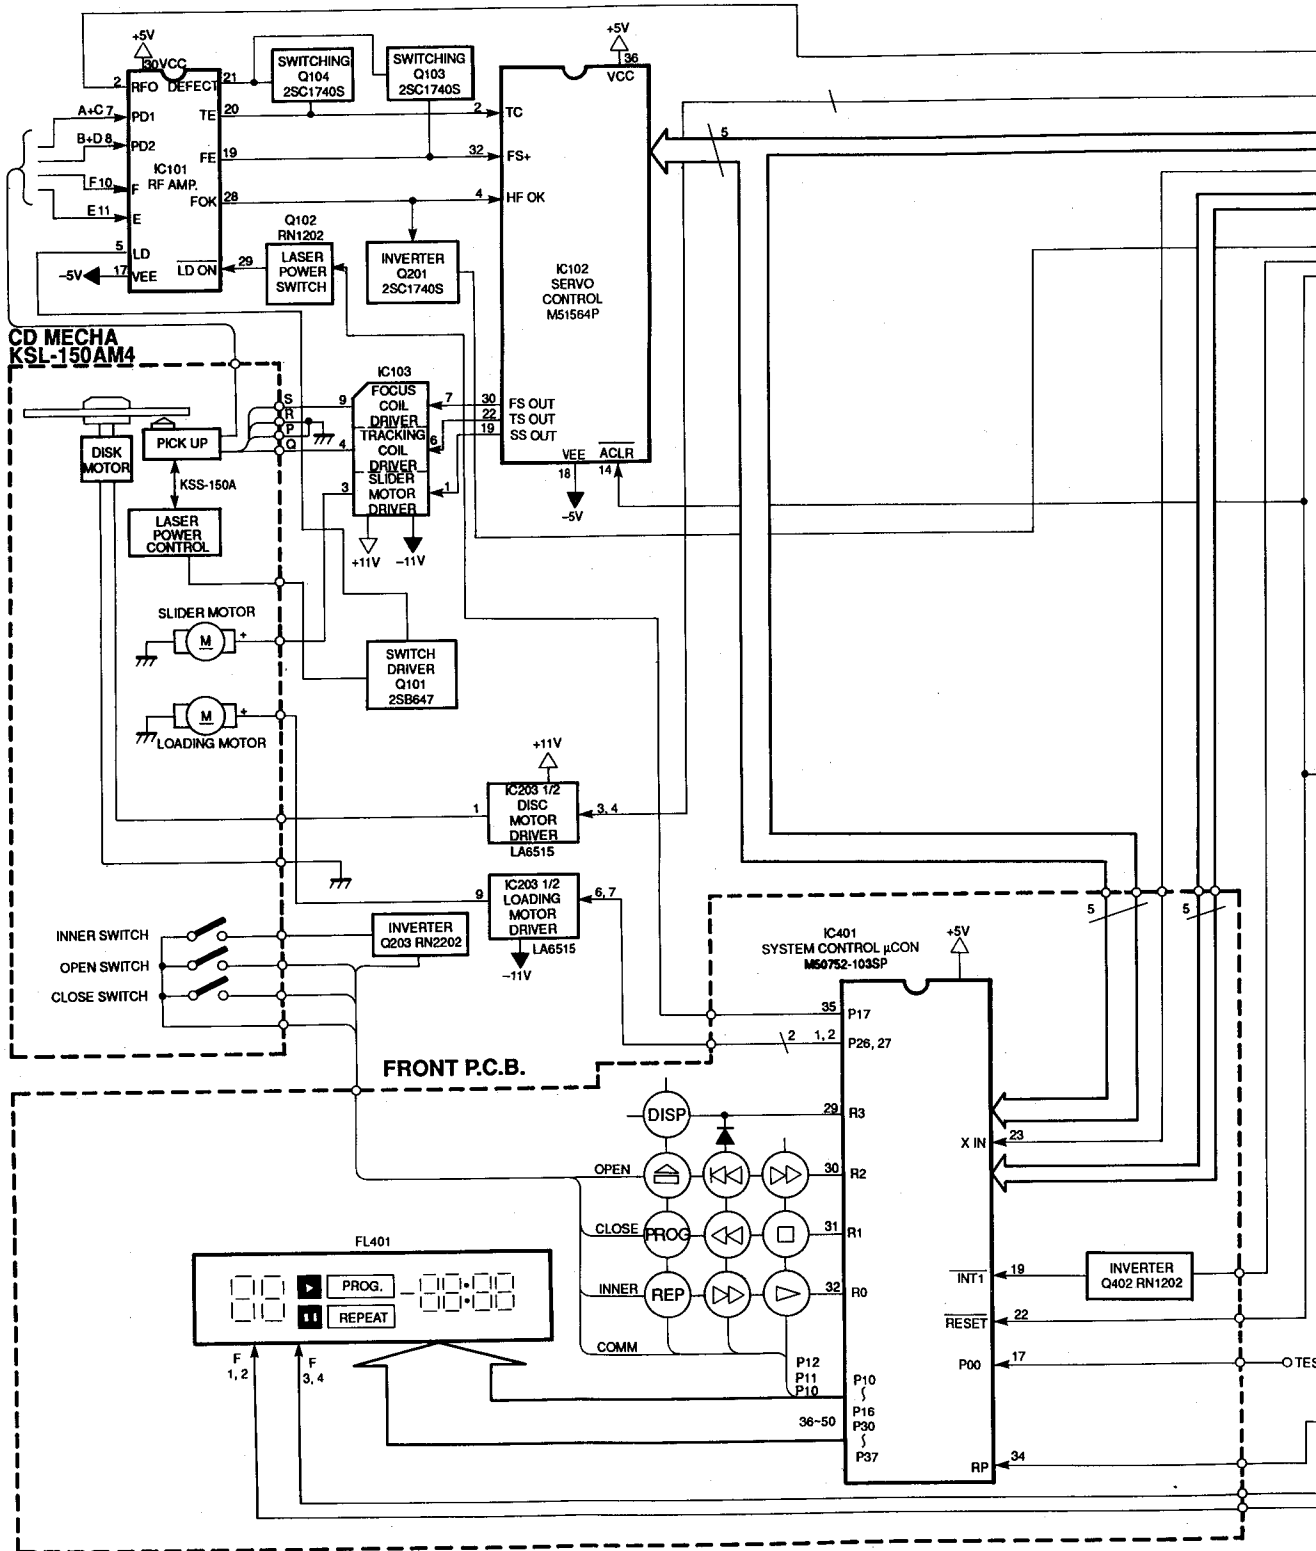 +5V
30 VCC
2 RFO
DEFECT 21
A+C 7 PD1
TE 20
B+D 8 PD2
FE 19
IC101
RF AMP.
F 10 F
FOK 28
E 11 E
5 LD
LD ON 29
-5V 17 VEE
SWITCHING
Q104
2SC1740S
SWITCHING
Q103
2SC1740S
Q102
RN1202
LASER
POWER
SWITCH
INVERTER
Q201
2SC1740S
+5V
36
VCC
2 TC
32 FS+
4 HF OK
IC102
SERVO
CONTROL
M51564P
30 FS OUT
22 TS OUT
19 SS OUT
VEE
18
-5V
ACLR
14
5
CD MECHA
KSL-150AM4
DISK
MOTOR
PICK UP
KSS-150A
LASER
POWER
CONTROL
S
R
P
Q
IC103
9
FOCUS
COIL
DRIVER
7
4
TRACKING
COIL
DRIVER
6
3
SLIDER
MOTOR
DRIVER
1
+11V
-11V
SLIDER MOTOR
M
+
M
+
LOADING MOTOR
SWITCH
DRIVER
Q101
2SB647
+11V
1
IC203 1/2
DISC
MOTOR
DRIVER
3, 4
LA6515
9
IC203 1/2
LOADING
MOTOR
DRIVER
6, 7
LA6515
-11V
INVERTER
Q203 RN2202
INNER SWITCH
OPEN SWITCH
CLOSE SWITCH
FRONT P.C.B.
5
5
IC401
SYSTEM CONTROL µCON
M50752-103SP
+5V
35 P17
2
1, 2 P26, 27
DISP
29 R3
X IN 23
OPEN
30 R2
CLOSE
PROG
31 R1
INNER
REP
32 R0
COMM
INT1 19
INVERTER
Q402 RN1202
RESET 22
P00 17
TES
P12
P11
P10
P10
P16
36~50
P30
P37
RP 34
FL401
PROG.
REPEAT
F
1, 2
F
3, 4